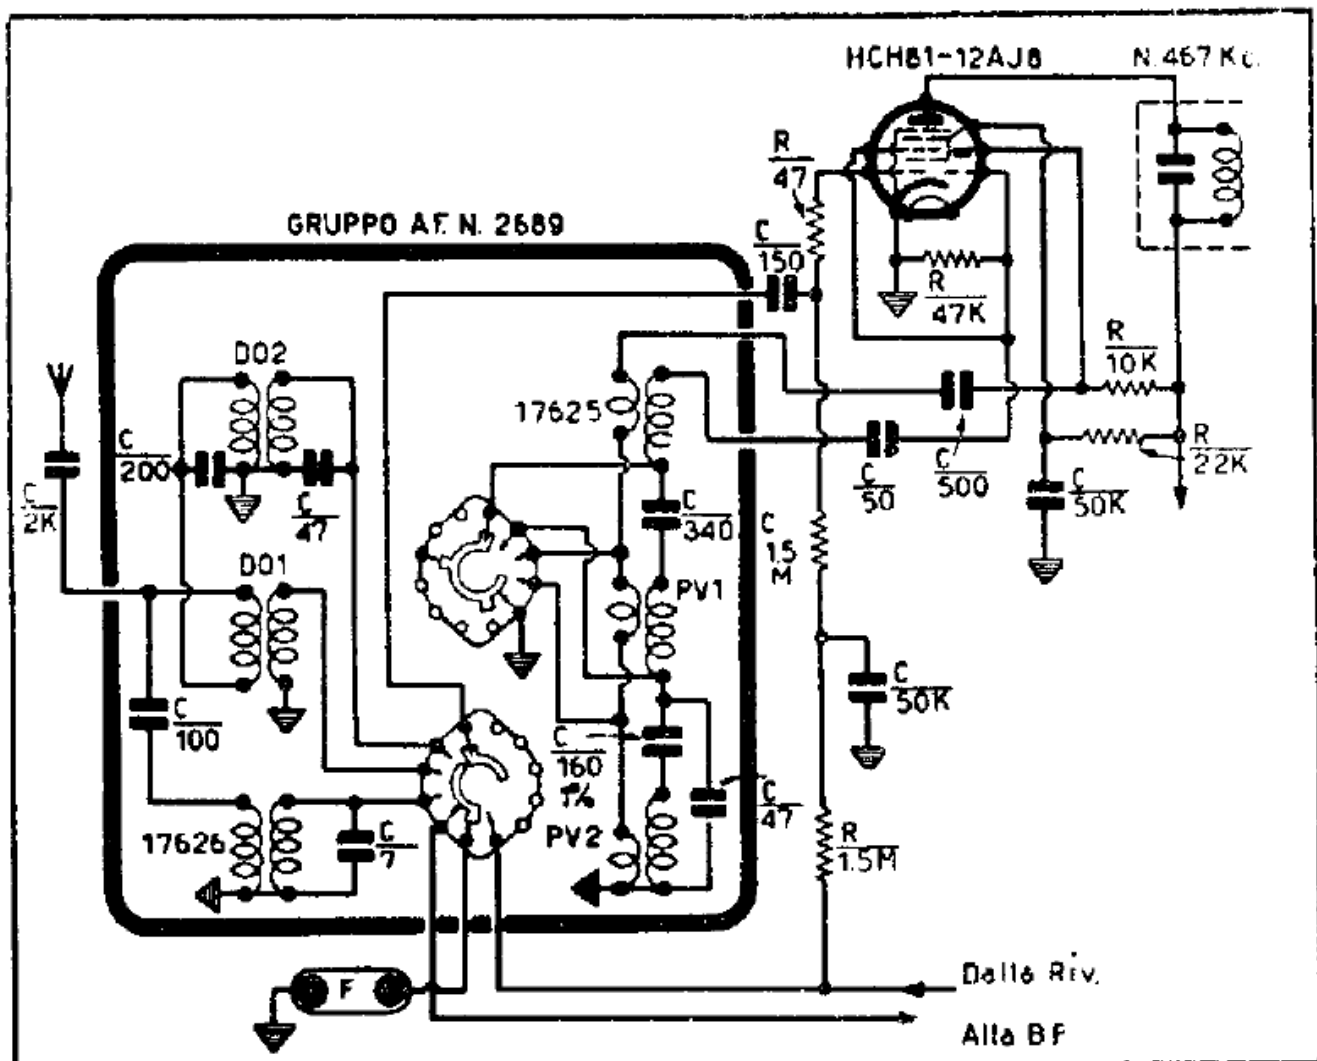 HCH81-12AJ8
N. 467 Kc.
R
47
GRUPPO A.F. N. 2689
C
150
R
47K
DO2
R
10K
17625
C
200
C
2K
C
47
C
50
C
500
R
22K
C
50K
C
340
C
1.5
M
DO1
PV1
C
50K
C
100
C
160
1%
C
47
17626
C
7
PV2
R
1.5M
F
Dalla Riv.
Alla BF